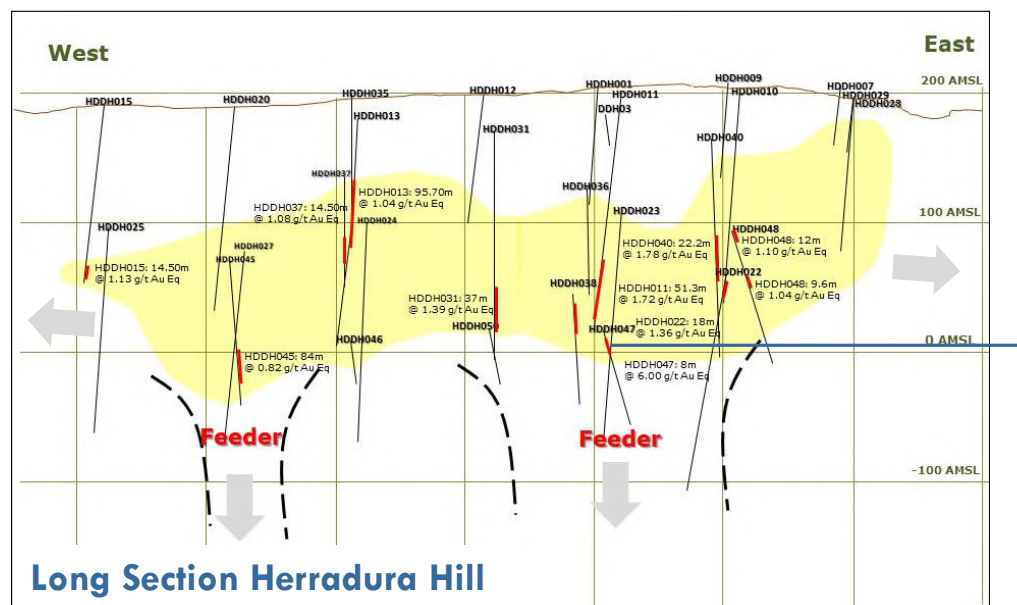 West
East
200 AMSL
HDDH015
HDDH020
HDDH035
HDDH013
HDDH012
HDDH031
HDDH001
HDDH011
DDH03
HDDH009
HDDH010
HDDH007
HDDH029
HDDH028
HDDH040
HDDH037
HDDH013: 95.70m
@ 1.04 g/t Au Eq
HDDH036
HDDH037: 14.50m
@ 1.08 g/t Au Eq
HDDH024
HDDH023
100 AMSL
HDDH025
HDDH027
HDDH045
HDDH048
HDDH040: 22.2m
@ 1.78 g/t Au Eq
HDDH048: 12m
@ 1.10 g/t Au Eq
HDDH015: 14.50m
@ 1.13 g/t Au Eq
HDDH022
HDDH038
HDDH011: 51.3m
@ 1.72 g/t Au Eq
HDDH048: 9.6m
@ 1.04 g/t Au Eq
HDDH031: 37m
@ 1.39 g/t Au Eq
HDDH050
HDDH047
HDDH022: 18m
@ 1.36 g/t Au Eq
HDDH046
0 AMSL
HDDH045: 84m
@ 0.82 g/t Au Eq
HDDH047: 8m
@ 6.00 g/t Au Eq
Feeder
Feeder
-100 AMSL
Long Section Herradura Hill